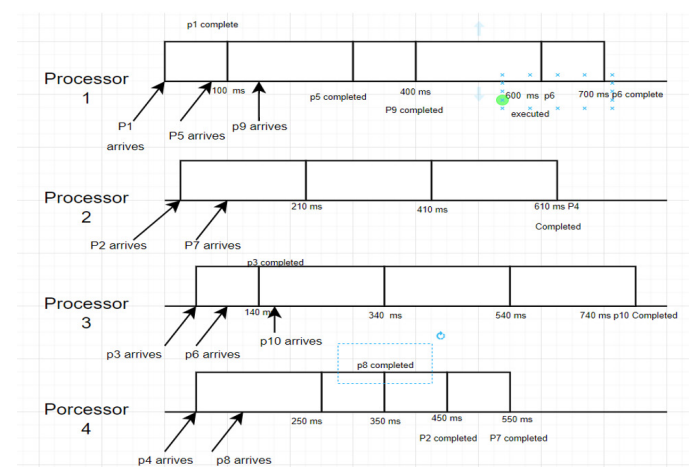 p1 complete
Processor
1
100 ms
p5 completed
400 ms
P9 completed
600 ms p6
executed
700 ms p6 complete
P1
arrives
P5 arrives
p9 arrives
Processor
2
210 ms
410 ms
610 ms P4
Completed
P2 arrives
P7 arrives
p3 completed
Processor
3
140 ms
340 ms
540 ms
740 ms p10 Completed
p3 arrives
p6 arrives
p10 arrives
p8 completed
Porcessor
4
250 ms
350 ms
450 ms
550 ms
P2 completed
P7 completed
p4 arrives
p8 arrives